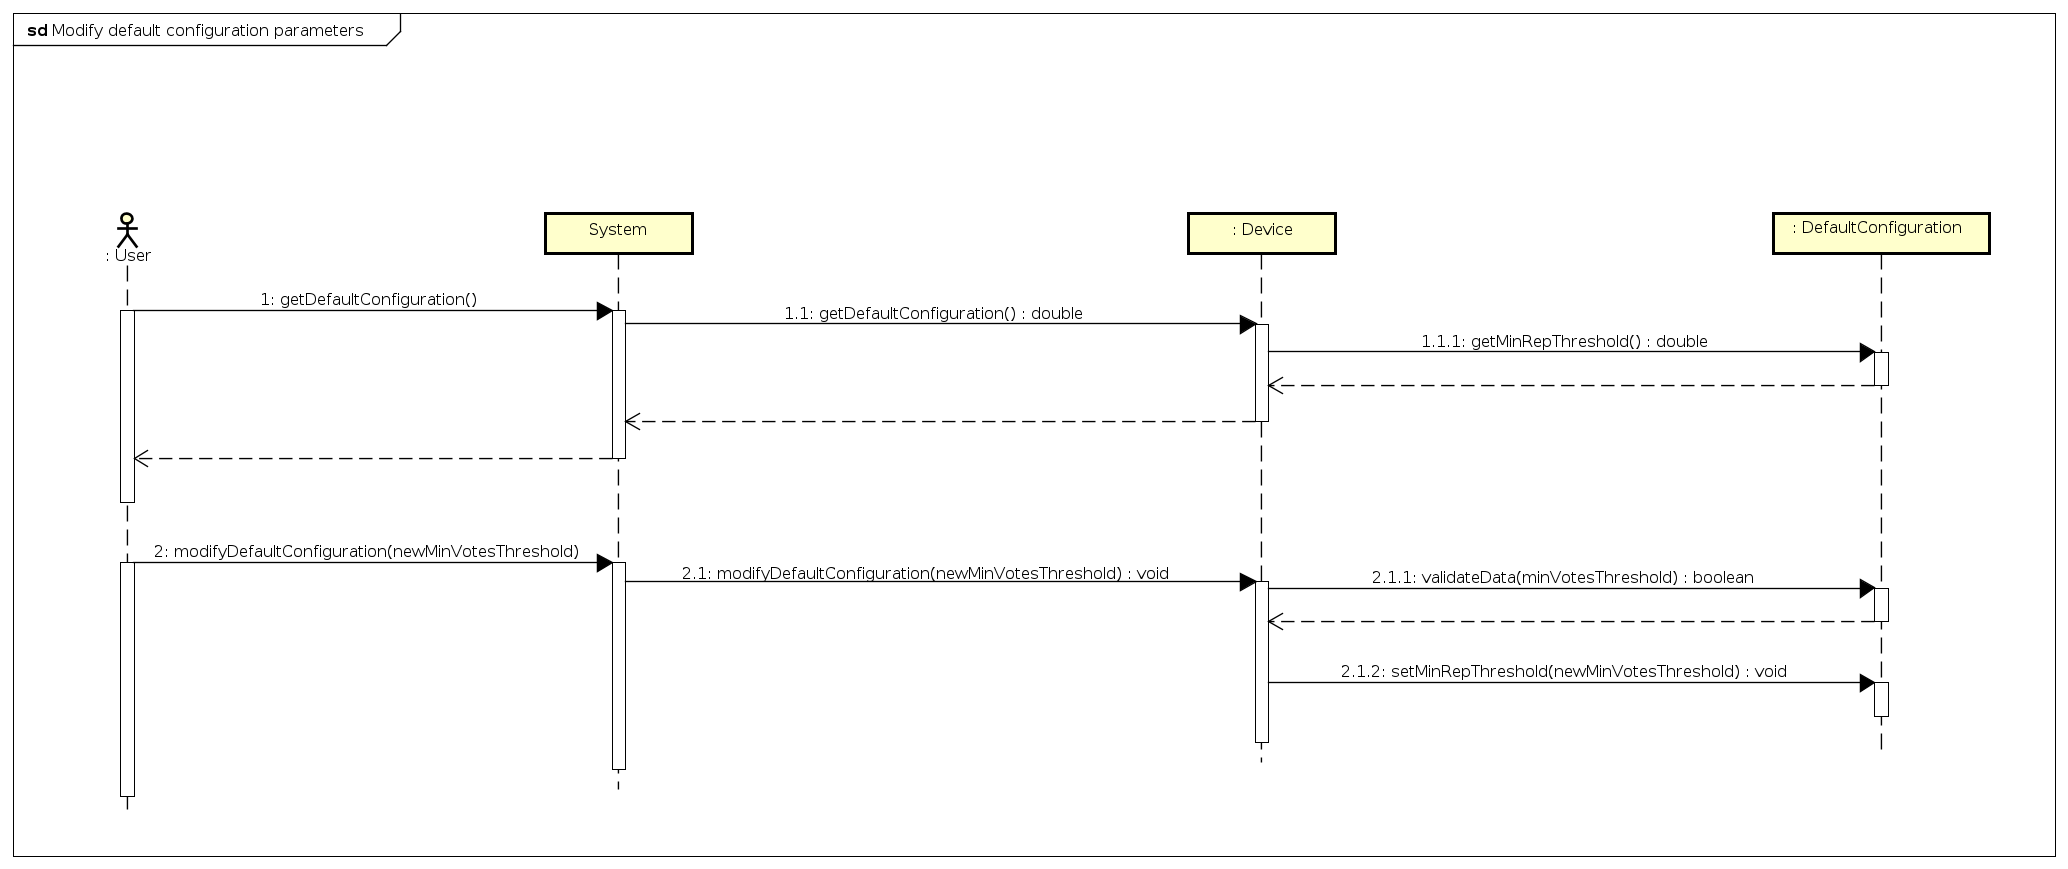 sd Modify default configuration parameters
: User
System
: Device
: DefaultConfiguration
1: getDefaultConfiguration()
1.1: getDefaultConfiguration() : double
1.1.1: getMinRepThreshold() : double
2: modifyDefaultConfiguration(newMinVotesThreshold)
2.1: modifyDefaultConfiguration(newMinVotesThreshold) : void
2.1.1: validateData(minVotesThreshold) : boolean
2.1.2: setMinRepThreshold(newMinVotesThreshold) : void